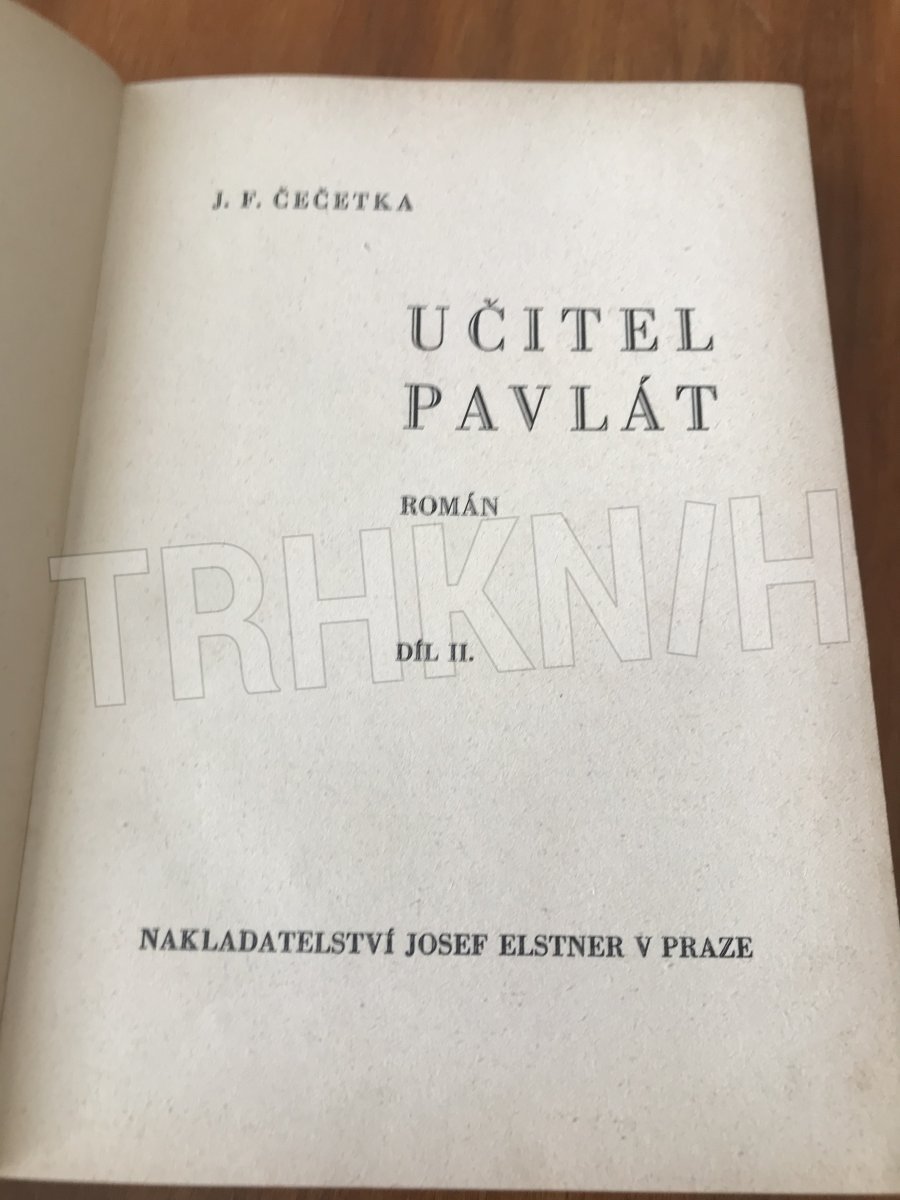 J. F. ČEČETKA
UČITEL
PAVLÁT
ROMÁN
TRHKNIH
DÍL II.
NAKLADATELSTVÍ JOSEF ELSTNER V PRAZE